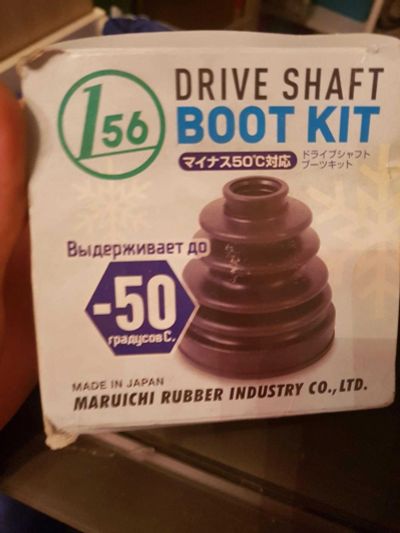 156
DRIVE SHAFT
BOOT KIT
マイナス50℃対応
ドライブシャフト
ブーツキット
Выдерживает до
-50
градусов С.
MADE IN JAPAN
MARUICHI RUBBER INDUSTRY CO., LTD.